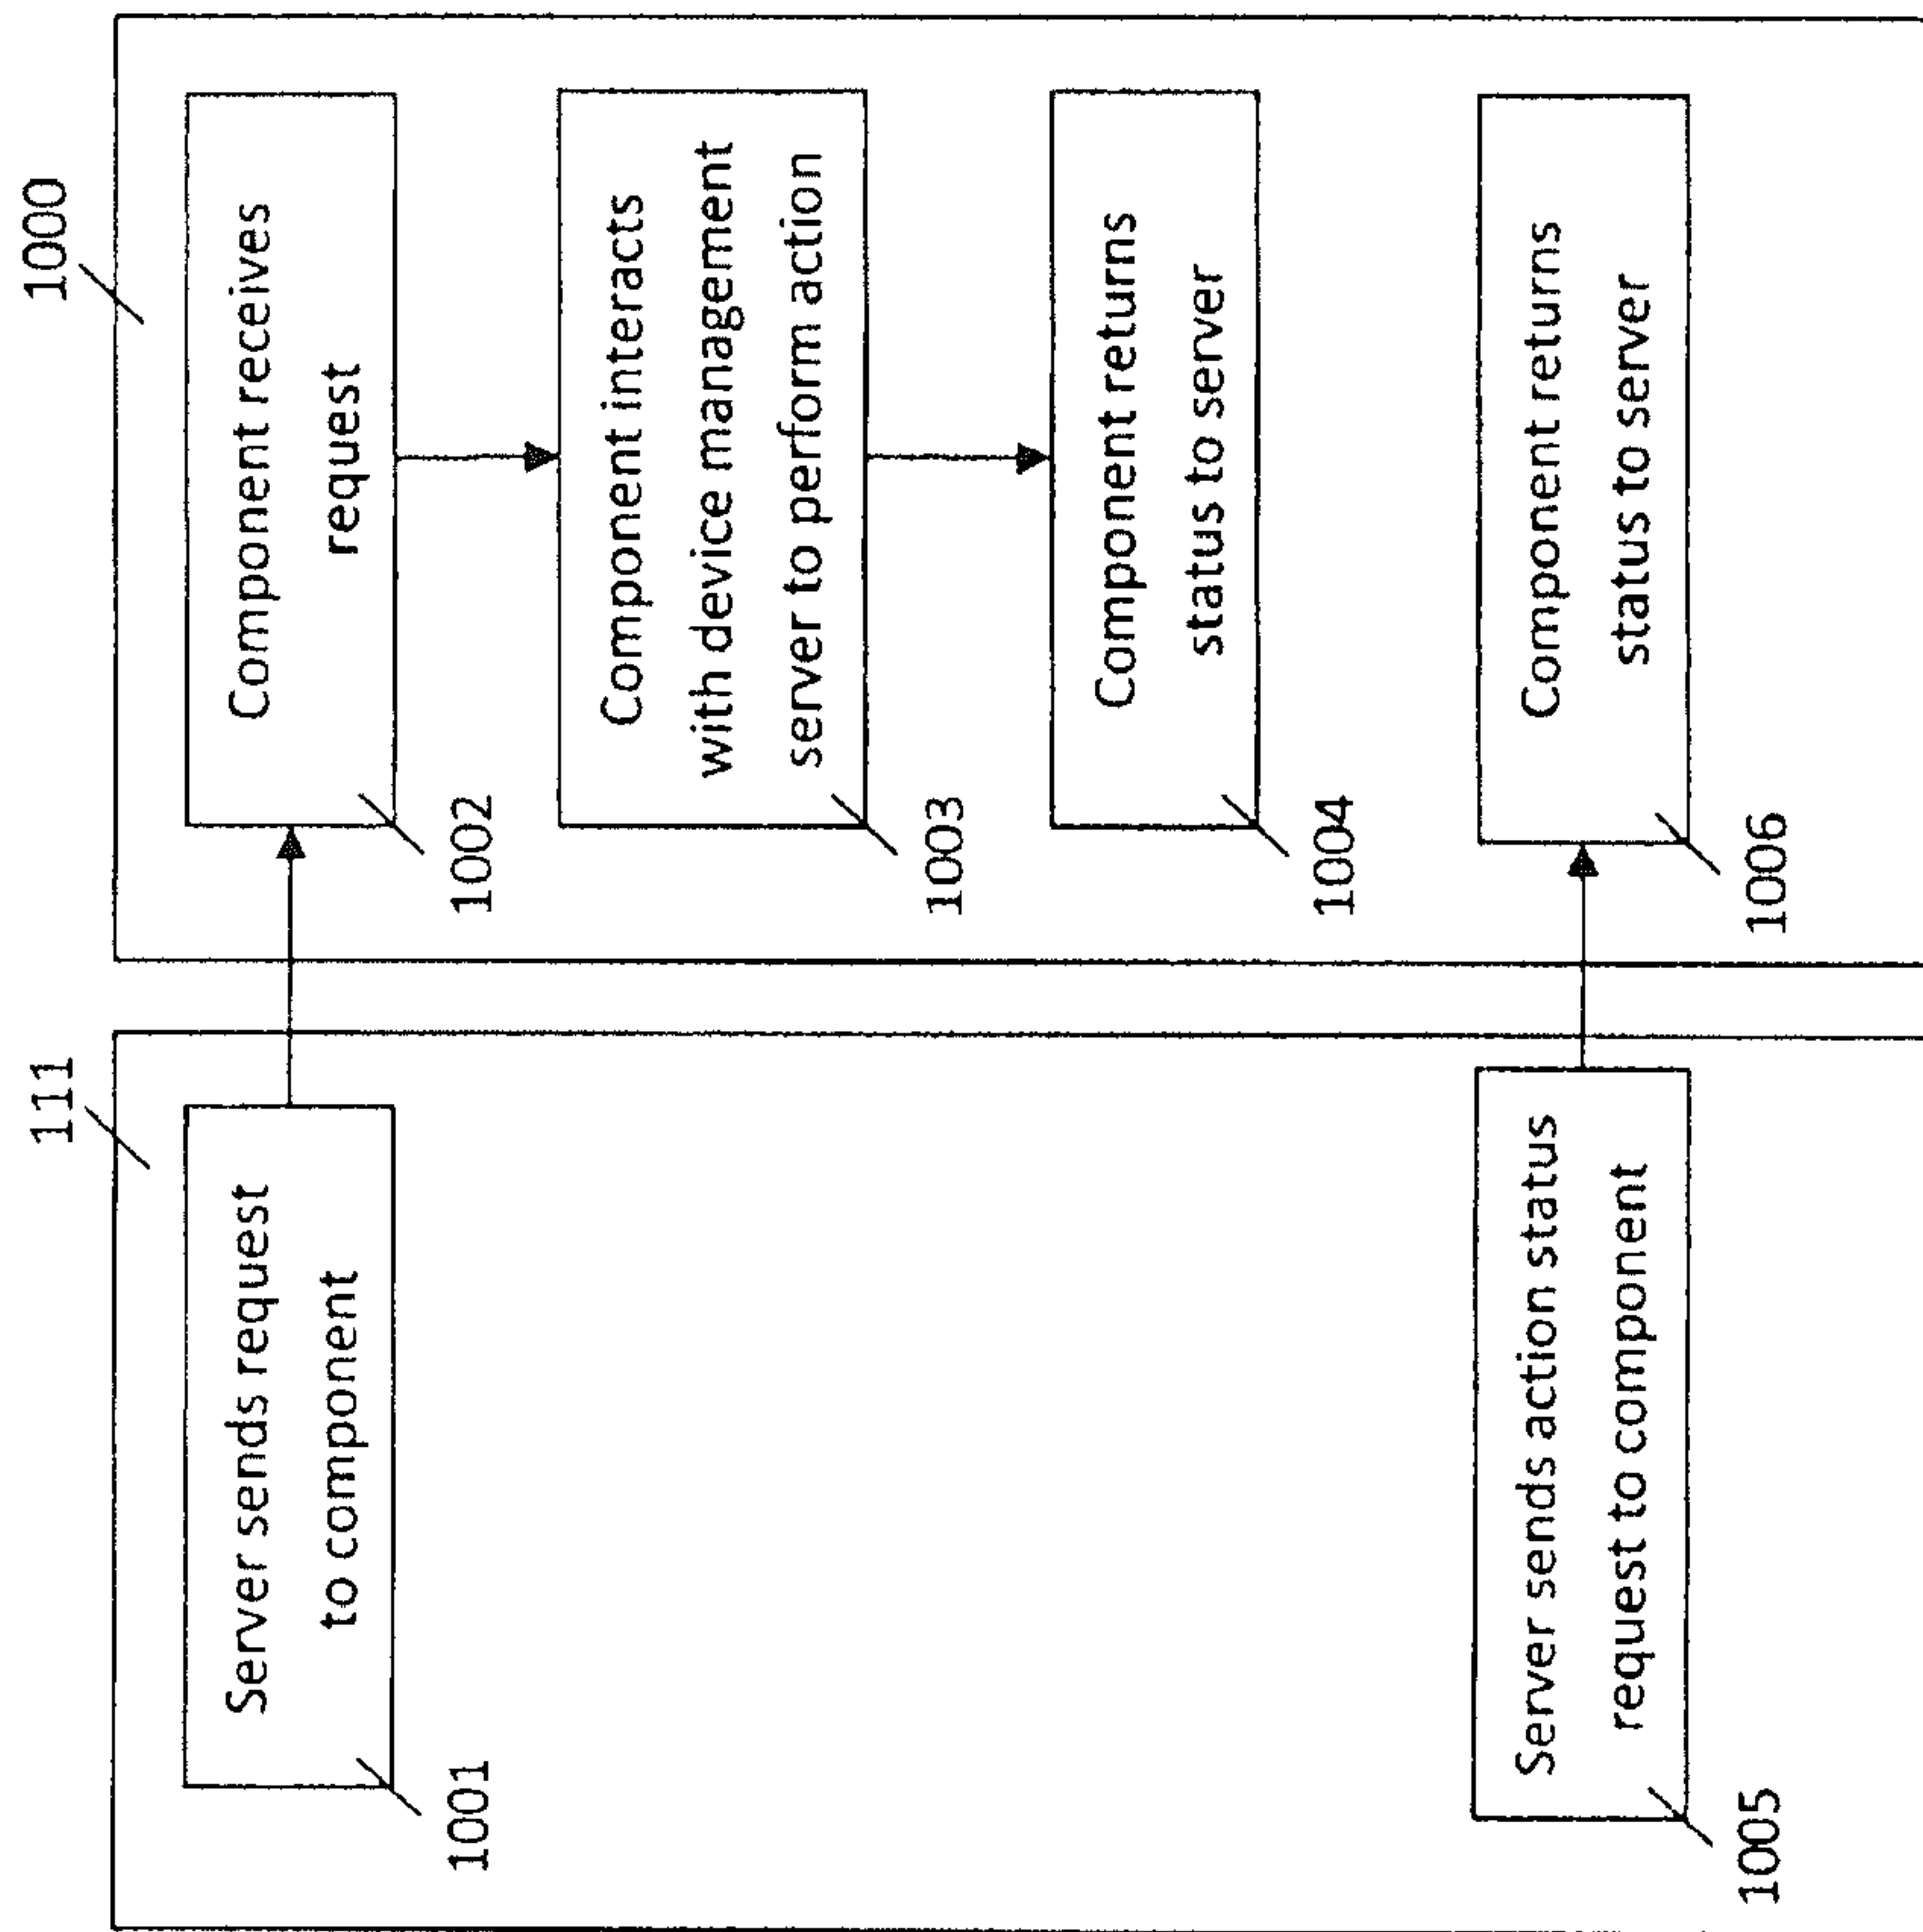 111
1000
Server sends request
to component
1001
Component receives
request
1002
Component interacts
with device management
server to perform action
1003
Component returns
status to server
1004
Server sends action status
request to component
1005
Component returns
status to server
1006